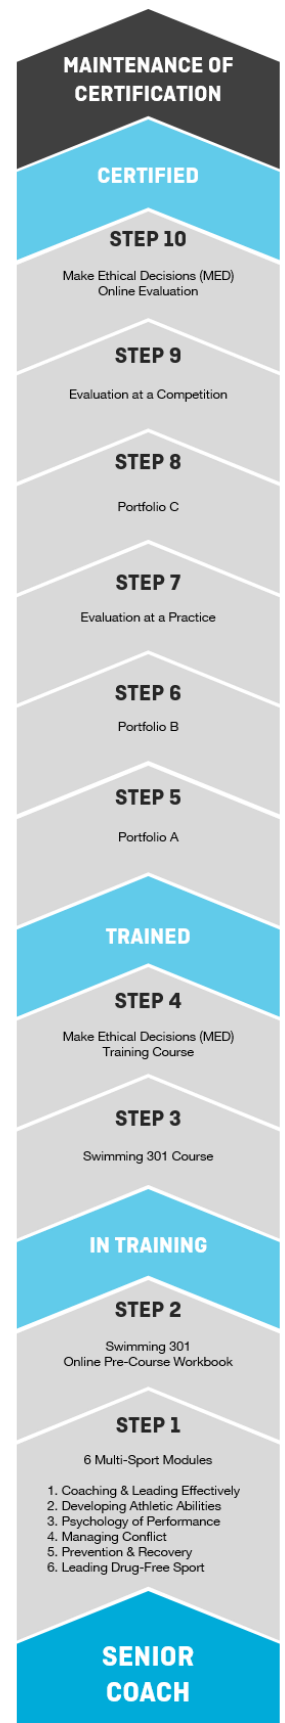 MAINTENANCE OF
CERTIFICATION
CERTIFIED
STEP 10
Make Ethical Decisions (MED)
Online Evaluation
STEP 9
Evaluation at a Competition
STEP 8
Portfolio C
STEP 7
Evaluation at a Practice
STEP 6
Portfolio B
STEP 5
Portfolio A
TRAINED
STEP 4
Make Ethical Decisions (MED)
Training Course
STEP 3
Swimming 301 Course
IN TRAINING
STEP 2
Swimming 301
Online Pre-Course Workbook
STEP 1
6 Multi-Sport Modules
1. Coaching & Leading Effectively
2. Developing Athletic Abilities
3. Psychology of Performance
4. Managing Conflict
5. Prevention & Recovery
6. Leading Drug-Free Sport
SENIOR
COACH